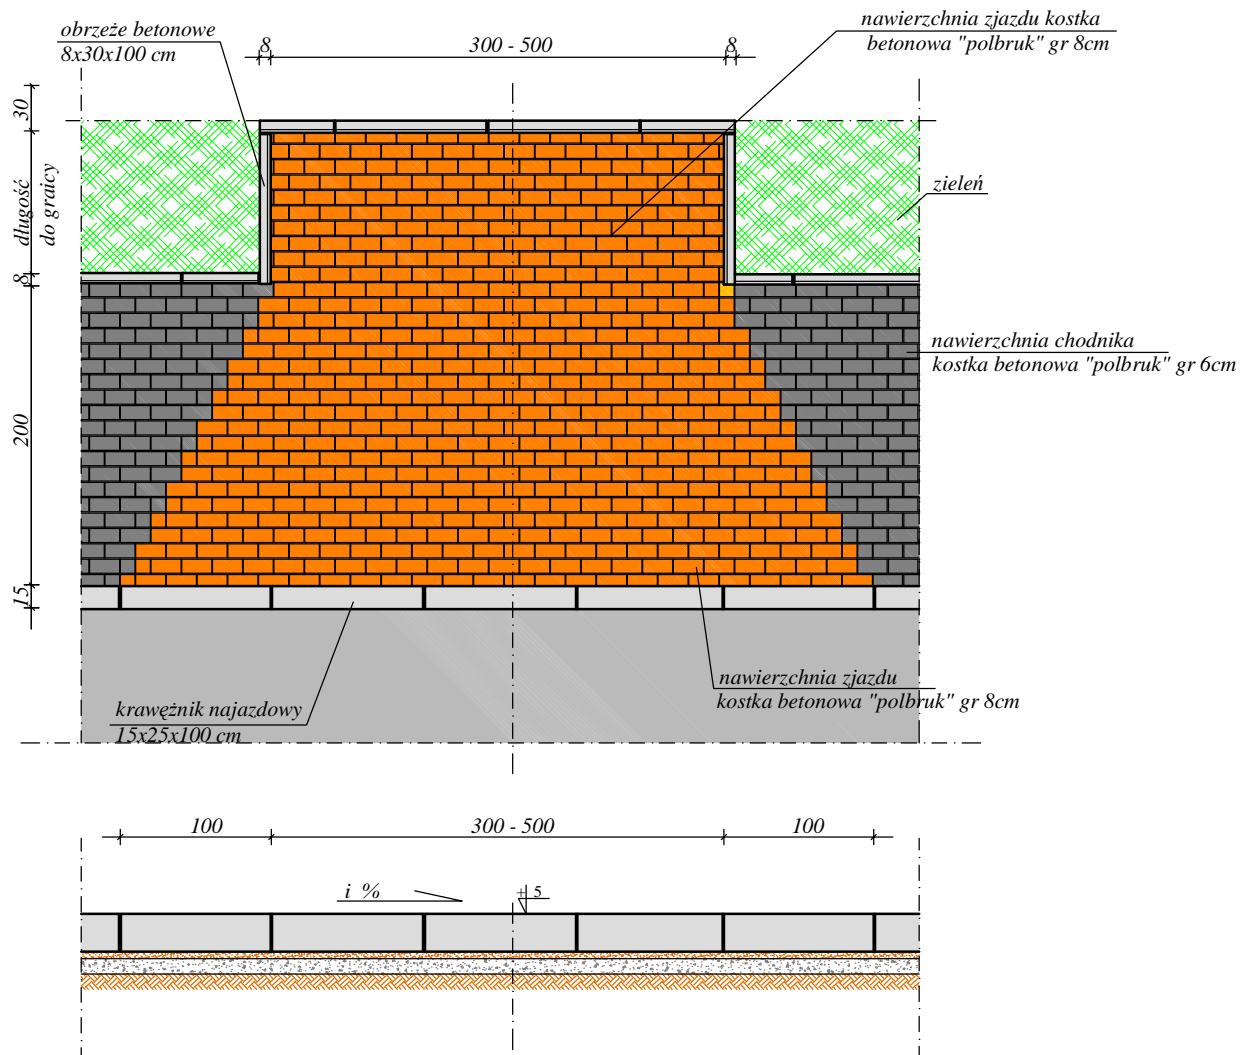 obrzeże betonowe
8x30x100 cm
8
300 - 500
8
nawierzchnia zjazdu kostka
betonowa "polbruk" gr 8cm
30
długość
do graicy
zieleń
8
nawierzchnia chodnika
kostka betonowa "polbruk" gr 6cm
200
15
nawierzchnia zjazdu
kostka betonowa "polbruk" gr 8cm
krawężnik najazdowy
15x25x100 cm
100
300 - 500
100
i %
+ 5